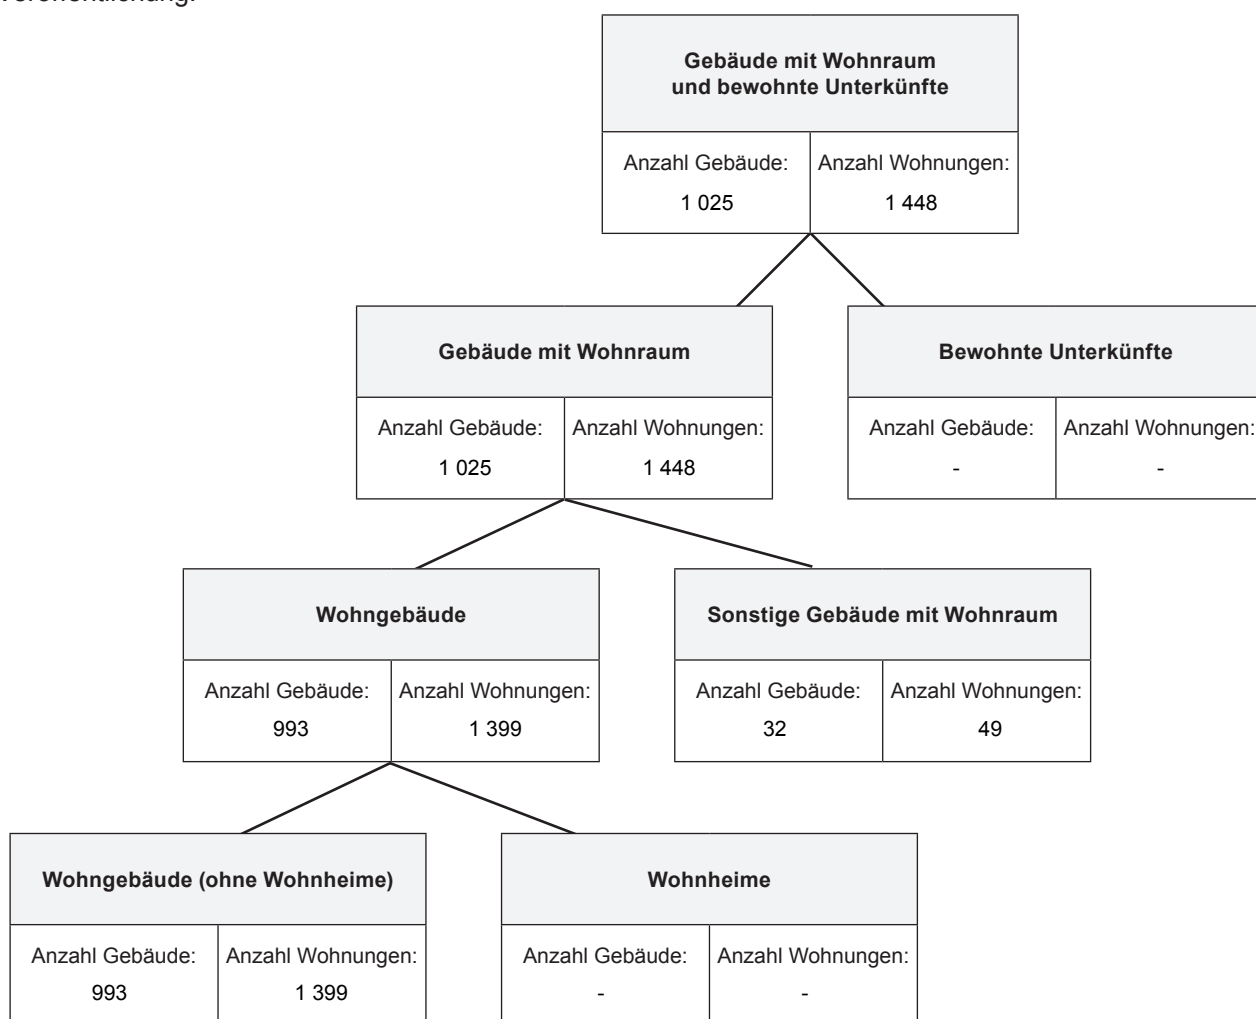 Veröffentlichung.
Gebäude mit Wohnraum
und bewohnte Unterkünfte
Anzahl Gebäude: Anzahl Wohnungen:
1 025 1 448
Gebäude mit Wohnraum Bewohnte Unterkünfte
Anzahl Gebäude: Anzahl Wohnungen: Anzahl Gebäude: Anzahl Wohnungen:
1 025 1 448 - -
Wohngebäude Sonstige Gebäude mit Wohnraum
Anzahl Gebäude: Anzahl Wohnungen: Anzahl Gebäude: Anzahl Wohnungen:
993 1 399 32 49
Wohngebäude (ohne Wohnheime) Wohnheime
Anzahl Gebäude: Anzahl Wohnungen: Anzahl Gebäude: Anzahl Wohnungen:
993 1 399 - -